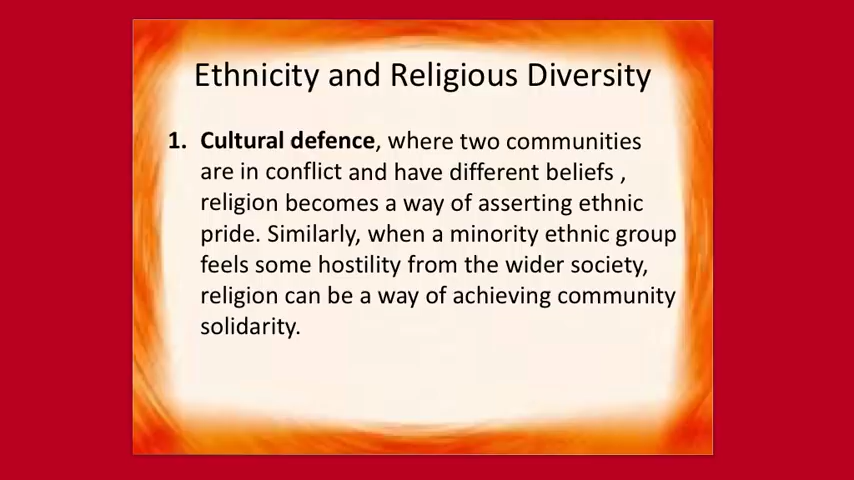 Ethnicity and Religious Diversity
1. Cultural defence, where two communities
are in conflict and have different beliefs ,
religion becomes a way of asserting ethnic
pride. Similarly, when a minority ethnic group
feels some hostility from the wider society,
religion can be a way of achieving community
solidarity.